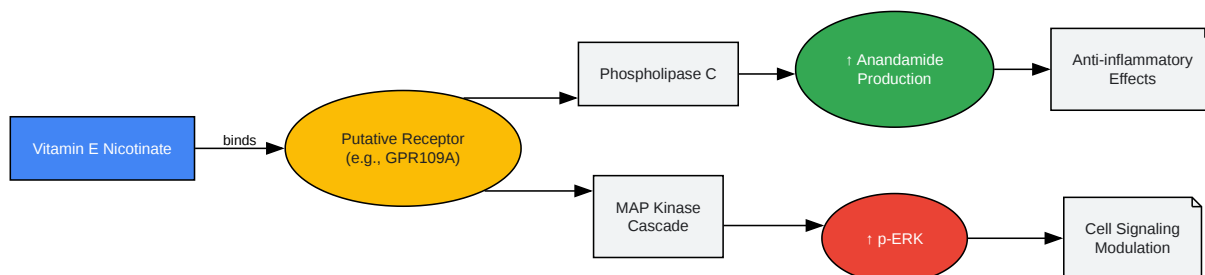 Vitamin E Nicotinate
binds
Putative Receptor
(e.g., GPR109A)
Phospholipase C
↑ Anandamide
Production
Anti-inflammatory
Effects
MAP Kinase
Cascade
↑ p-ERK
Cell Signaling
Modulation